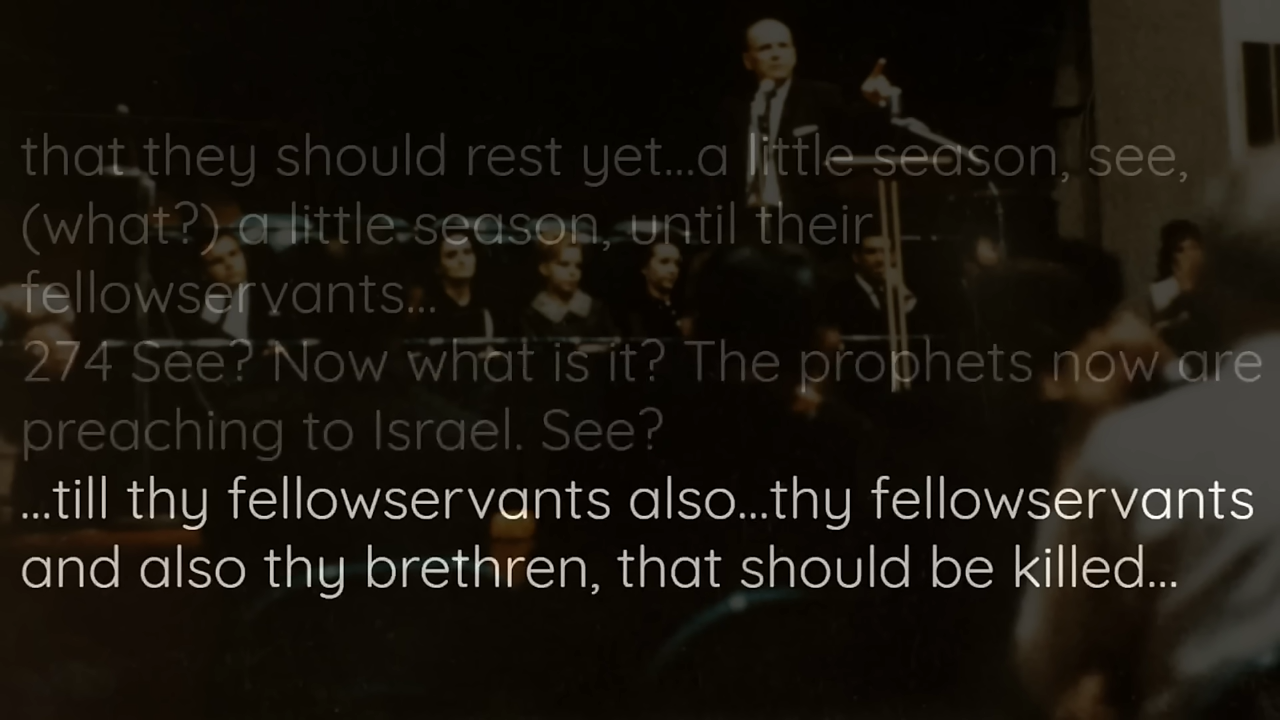 that they should rest yet...a little season, see,
(what?) a little season, until their
fellowservants...
274 See? Now what is it? The prophets now are
preaching to Israel. See?
...till thy fellowservants also...thy fellowservants
and also thy brethren, that should be killed...